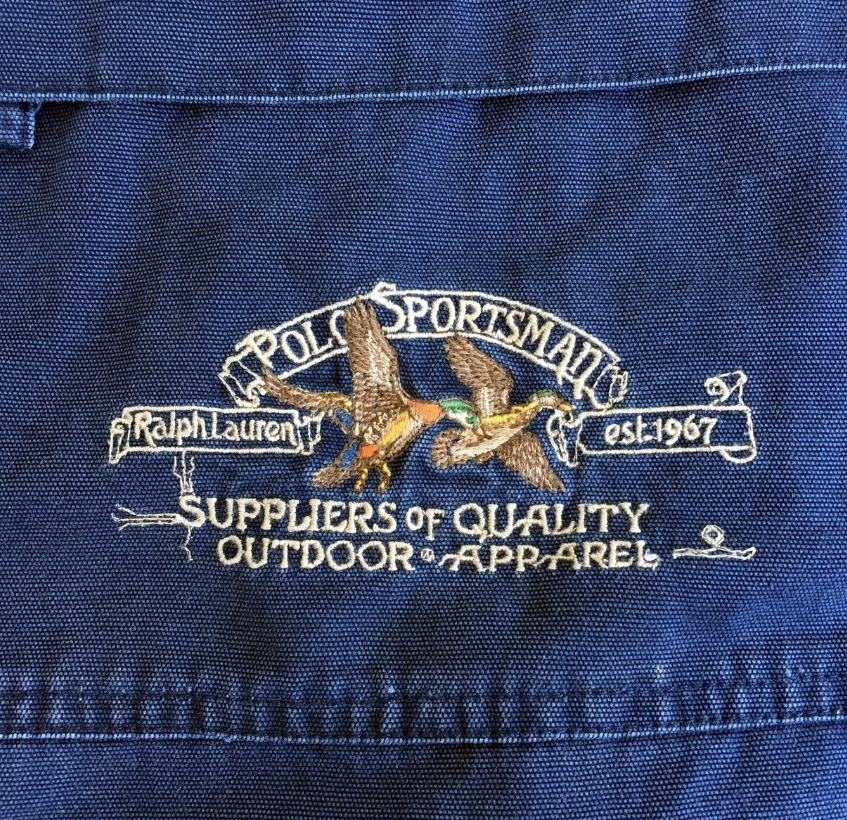 POLO SPORTSMAN
Ralph Lauren
est.1967
SUPPLIERS OF QUALITY
OUTDOOR APPAREL